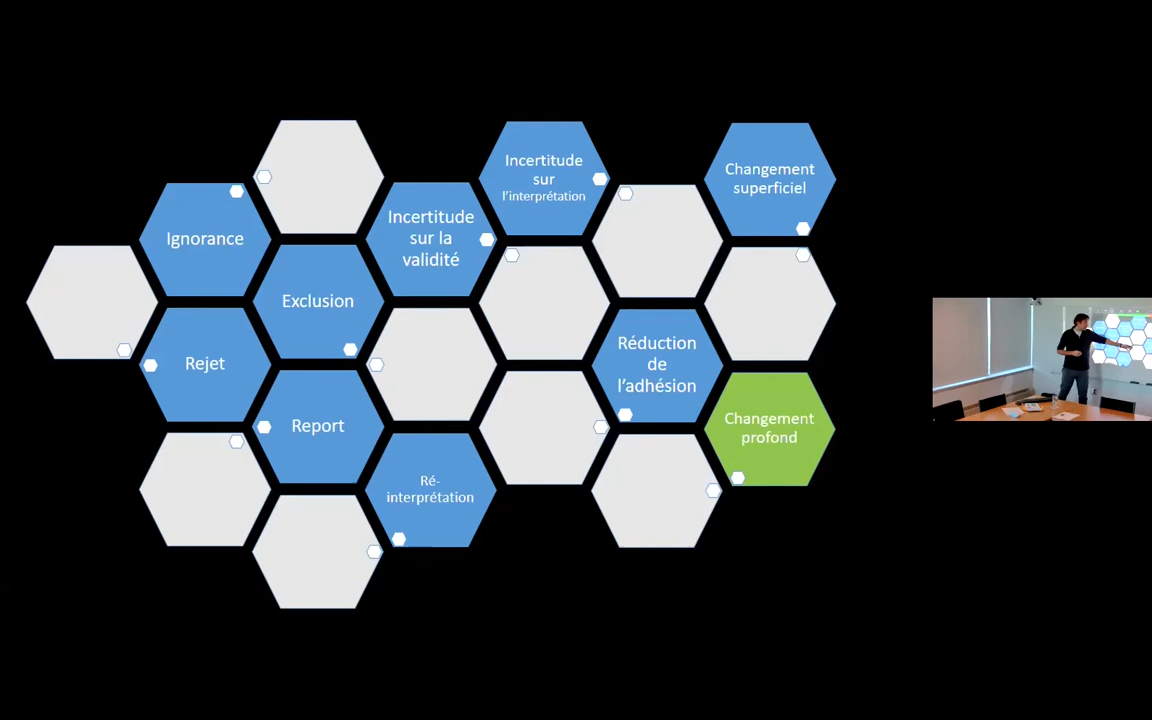 Ignorance
Rejet
Exclusion
Report
Incertitude
sur la
validité
Ré-
interprétation
Incertitude
sur
l'interprétation
Réduction
de
l'adhésion
Changement
superficiel
Changement
profond